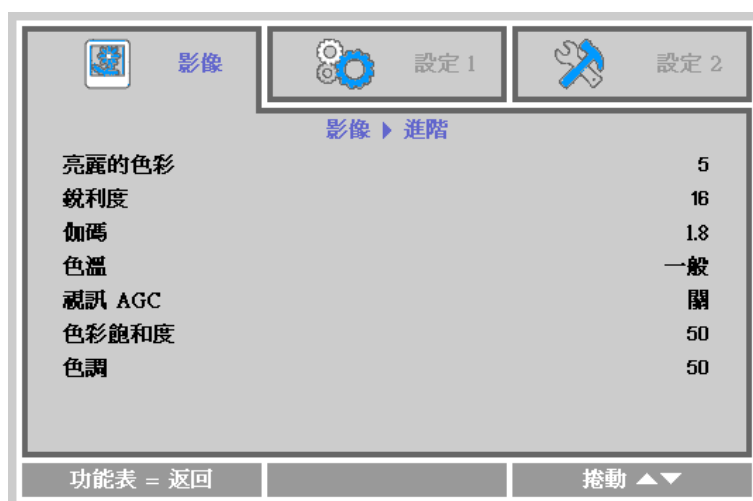 影像 設定 1 設定 2
影像 ▶ 進階
亮麗的色彩 5
銳利度 16
伽碼 1.8
色溫 一般
視訊 AGC 關
色彩飽和度 50
色調 50
功能表 = 返回 捲動 ▲▼